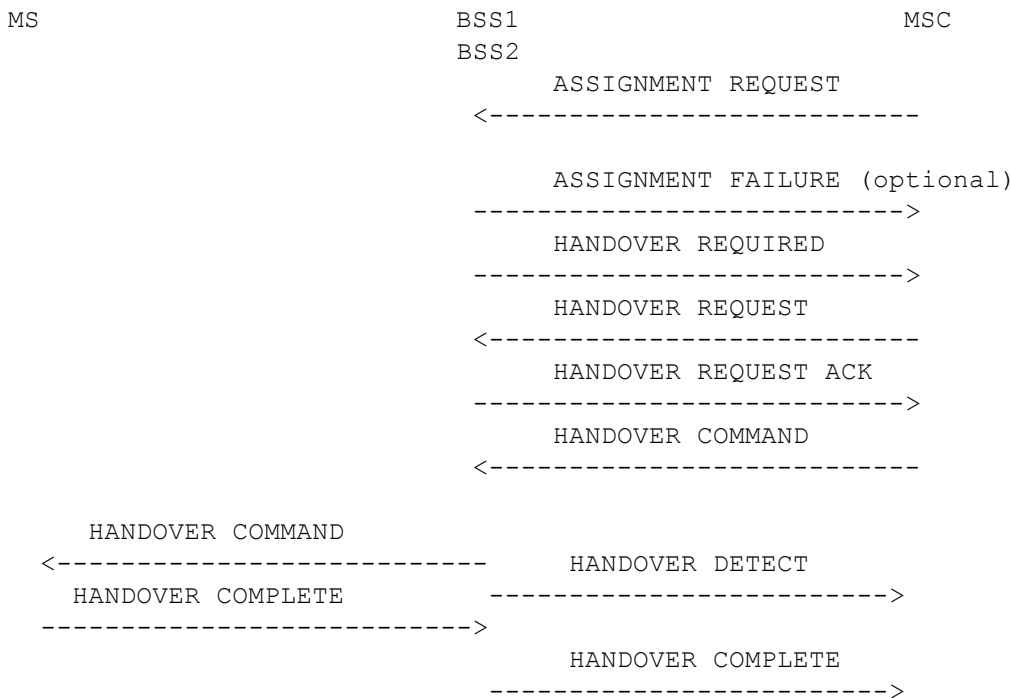 MS BSS1 MSC
BSS2
ASSIGNMENT REQUEST
<---------------------------
ASSIGNMENT FAILURE (optional)
--------------------------->
HANDOVER REQUIRED
--------------------------->
HANDOVER REQUEST
<---------------------------
HANDOVER REQUEST ACK
--------------------------->
HANDOVER COMMAND
<---------------------------
HANDOVER COMMAND
<--------------------------- HANDOVER DETECT
HANDOVER COMPLETE ------------------------->
--------------------------->
HANDOVER COMPLETE
------------------------->